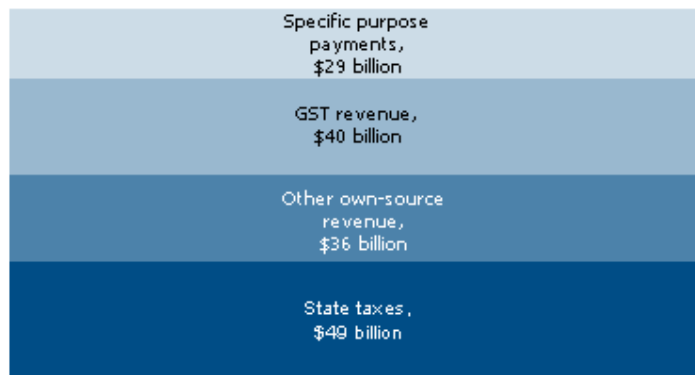 Specific purpose
payments,
$29 billion
GST revenue,
$40 billion
Other own-source
revenue,
$36 billion
State taxes,
$49 billion